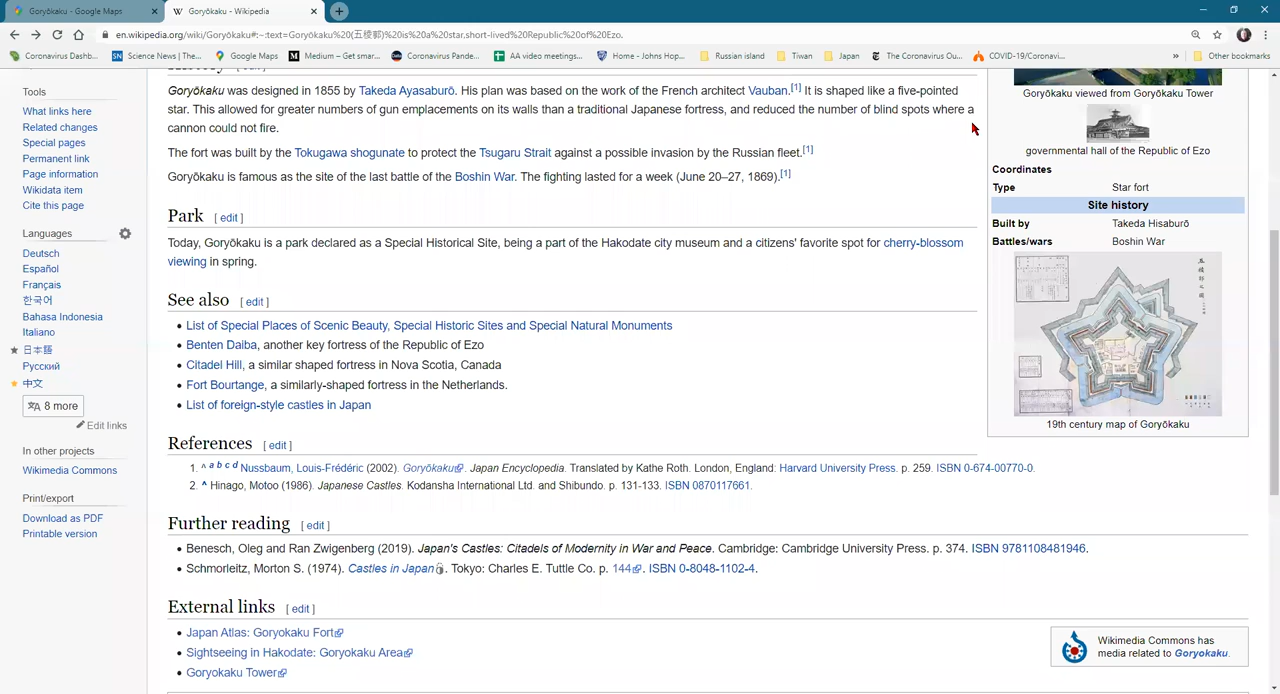 Goryōkaku - Google Maps
Goryōkaku - Wikipedia
en.wikipedia.org/wiki/Goryōkaku#:~:text=Goryōkaku%20(五稜郭)%20is%20a%20star,short-lived%20Republic%20of%20Ezo.
Coronavirus Dashb...
Science News | The...
Google Maps
Medium – Get smar...
Coronavirus Pande...
AA video meetings...
Home - Johns Hop...
Russian island
Tiwan
Japan
The Coronavirus Ou...
COVID-19/Coronavi...
»
Other bookmarks
Tools
What links here
Related changes
Special pages
Permanent link
Page information
Wikidata item
Cite this page
Languages
Deutsch
Español
Français
한국어
Bahasa Indonesia
Italiano
日本語
Русский
中文
8 more
Edit links
In other projects
Wikimedia Commons
Print/export
Download as PDF
Printable version
Goryōkaku was designed in 1855 by Takeda Ayasaburō. His plan was based on the work of the French architect Vauban.[1] It is shaped like a five-pointed
star. This allowed for greater numbers of gun emplacements on its walls than a traditional Japanese fortress, and reduced the number of blind spots where a
cannon could not fire.
The fort was built by the Tokugawa shogunate to protect the Tsugaru Strait against a possible invasion by the Russian fleet.[1]
Goryōkaku is famous as the site of the last battle of the Boshin War. The fighting lasted for a week (June 20–27, 1869).[1]
Park [ edit ]
Today, Goryōkaku is a park declared as a Special Historical Site, being a part of the Hakodate city museum and a citizens' favorite spot for cherry-blossom
viewing in spring.
See also [ edit ]
• List of Special Places of Scenic Beauty, Special Historic Sites and Special Natural Monuments
• Benten Daiba, another key fortress of the Republic of Ezo
• Citadel Hill, a similar shaped fortress in Nova Scotia, Canada
• Fort Bourtange, a similarly-shaped fortress in the Netherlands.
• List of foreign-style castles in Japan
References [ edit ]
1. ^ a b c d Nussbaum, Louis-Frédéric (2002). Goryōkaku. Japan Encyclopedia. Translated by Kathe Roth. London, England: Harvard University Press. p. 259. ISBN 0-674-00770-0.
2. ^ Hinago, Motoo (1986). Japanese Castles. Kodansha International Ltd. and Shibundo. p. 131-133. ISBN 0870117661.
Further reading [ edit ]
• Benesch, Oleg and Ran Zwigenberg (2019). Japan's Castles: Citadels of Modernity in War and Peace. Cambridge: Cambridge University Press. p. 374. ISBN 9781108481946.
• Schmorleitz, Morton S. (1974). Castles in Japan. Tokyo: Charles E. Tuttle Co. p. 144. ISBN 0-8048-1102-4.
External links [ edit ]
• Japan Atlas: Goryokaku Fort
• Sightseeing in Hakodate: Goryokaku Area
• Goryokaku Tower
Goryōkaku viewed from Goryōkaku Tower
governmental hall of the Republic of Ezo
Coordinates
Type Star fort
Site history
Built by Takeda Hisaburō
Battles/wars Boshin War
19th century map of Goryōkaku
Wikimedia Commons has
media related to Goryokaku.